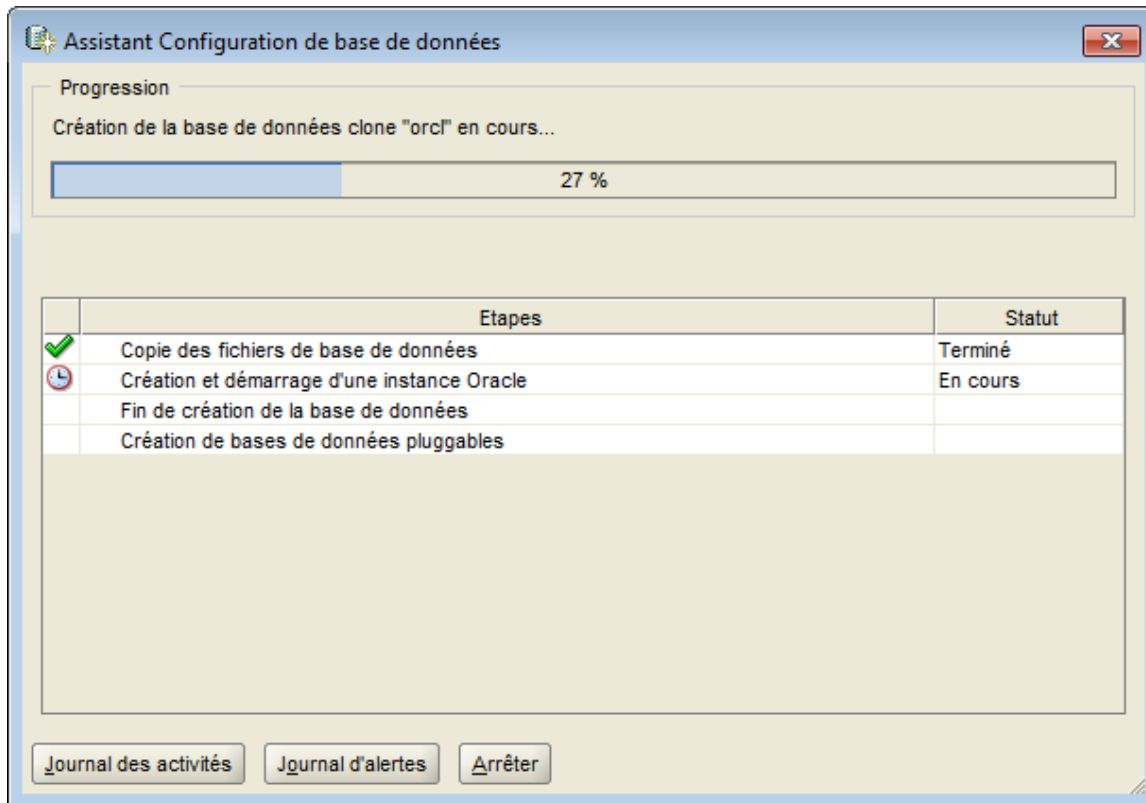 Assistant Configuration de base de données
Progression
Création de la base de données clone "orcl" en cours...
27 %
Etapes Statut
Copie des fichiers de base de données Terminé
Création et démarrage d'une instance Oracle En cours
Fin de création de la base de données
Création de bases de données pluggables
Journal des activités Journal d'alertes Arrêter